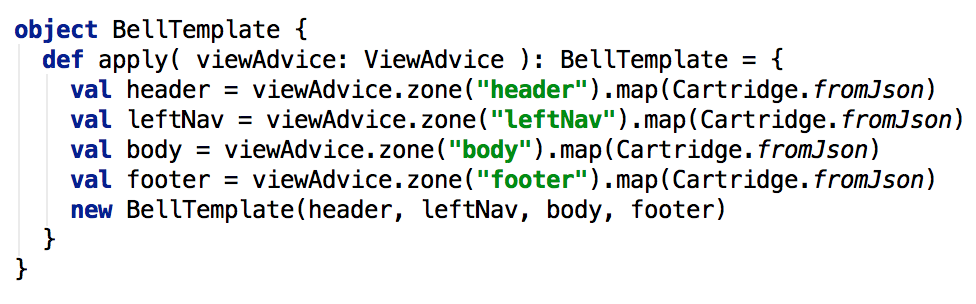 object BellTemplate {
  def apply( viewAdvice: ViewAdvice ): BellTemplate = {
    val header = viewAdvice.zone("header").map(Cartridge.fromJson)
    val leftNav = viewAdvice.zone("leftNav").map(Cartridge.fromJson)
    val body = viewAdvice.zone("body").map(Cartridge.fromJson)
    val footer = viewAdvice.zone("footer").map(Cartridge.fromJson)
    new BellTemplate(header, leftNav, body, footer)
  }
}